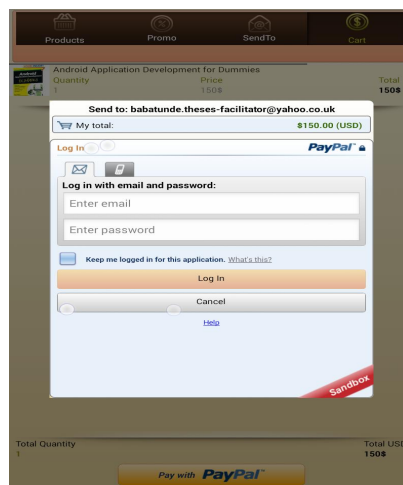 Products Promo SendTo Cart
Android Application Development for Dummies
Quantity Price Total
1 150$ 150$
Send to: babatunde.theses-facilitator@yahoo.co.uk
My total: $150.00 (USD)
Log In PayPal
Log in with email and password:
Enter email
Enter password
Keep me logged in for this application. What's this?
Log In
Cancel
Help
Sandbox
Total Quantity Total USD
1 150$
Pay with PayPal